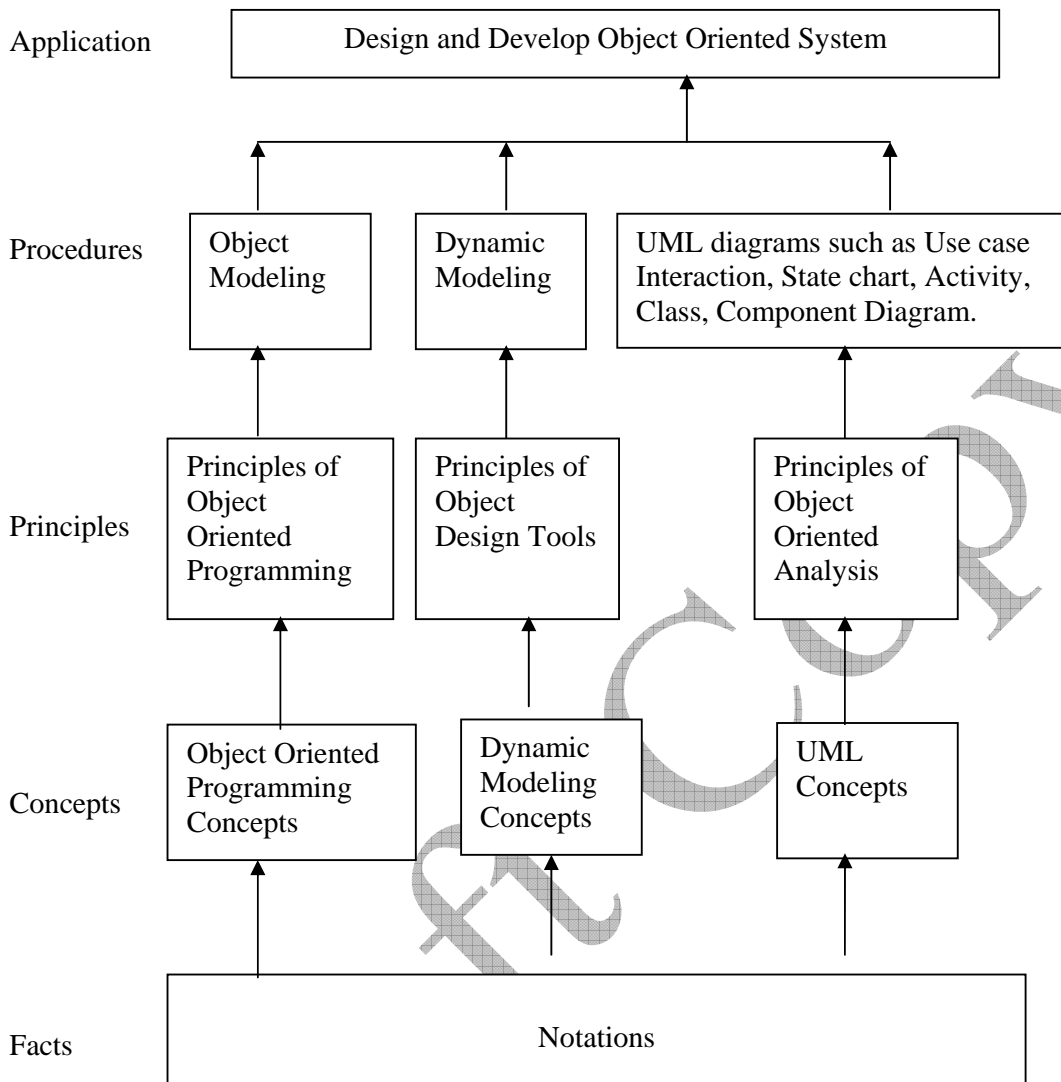 Application
Design and Develop Object Oriented System
Procedures
Object
Modeling
Dynamic
Modeling
UML diagrams such as Use case
Interaction, State chart, Activity,
Class, Component Diagram.
Principles
Principles of
Object
Oriented
Programming
Principles of
Object
Design Tools
Principles of
Object
Oriented
Analysis
Concepts
Object Oriented
Programming
Concepts
Dynamic
Modeling
Concepts
UML
Concepts
Facts
Notations